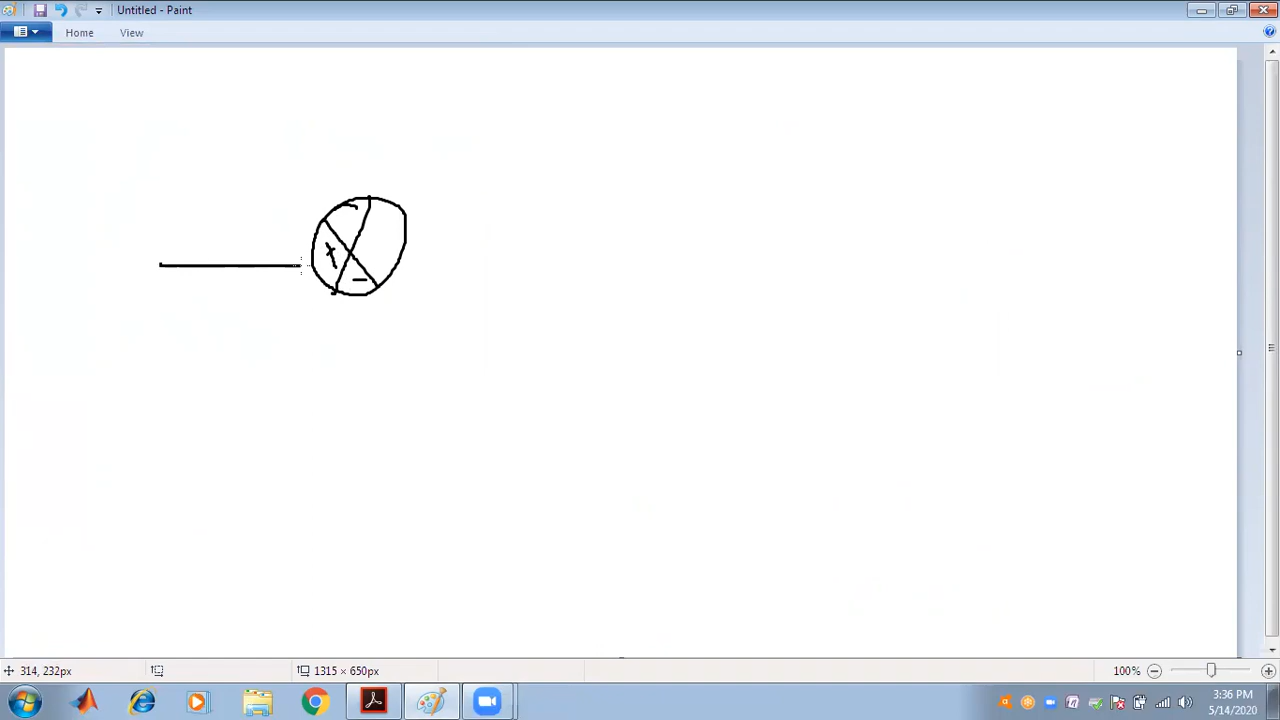 Untitled - Paint
Home View
+
−
314, 232px 1315 × 650px 100%
3:36 PM
5/14/2020